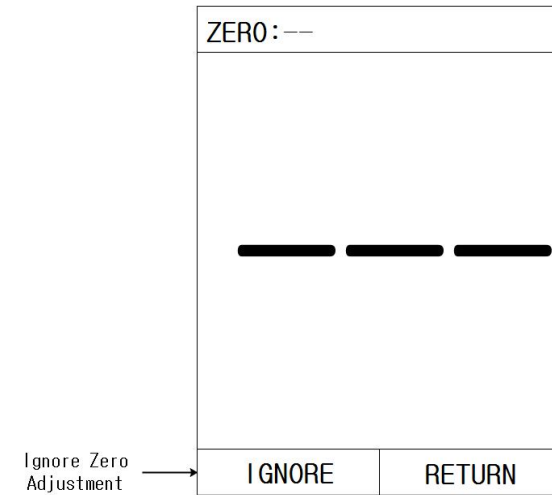 ZERO:--
Ignore Zero
Adjustment
IGNORE
RETURN